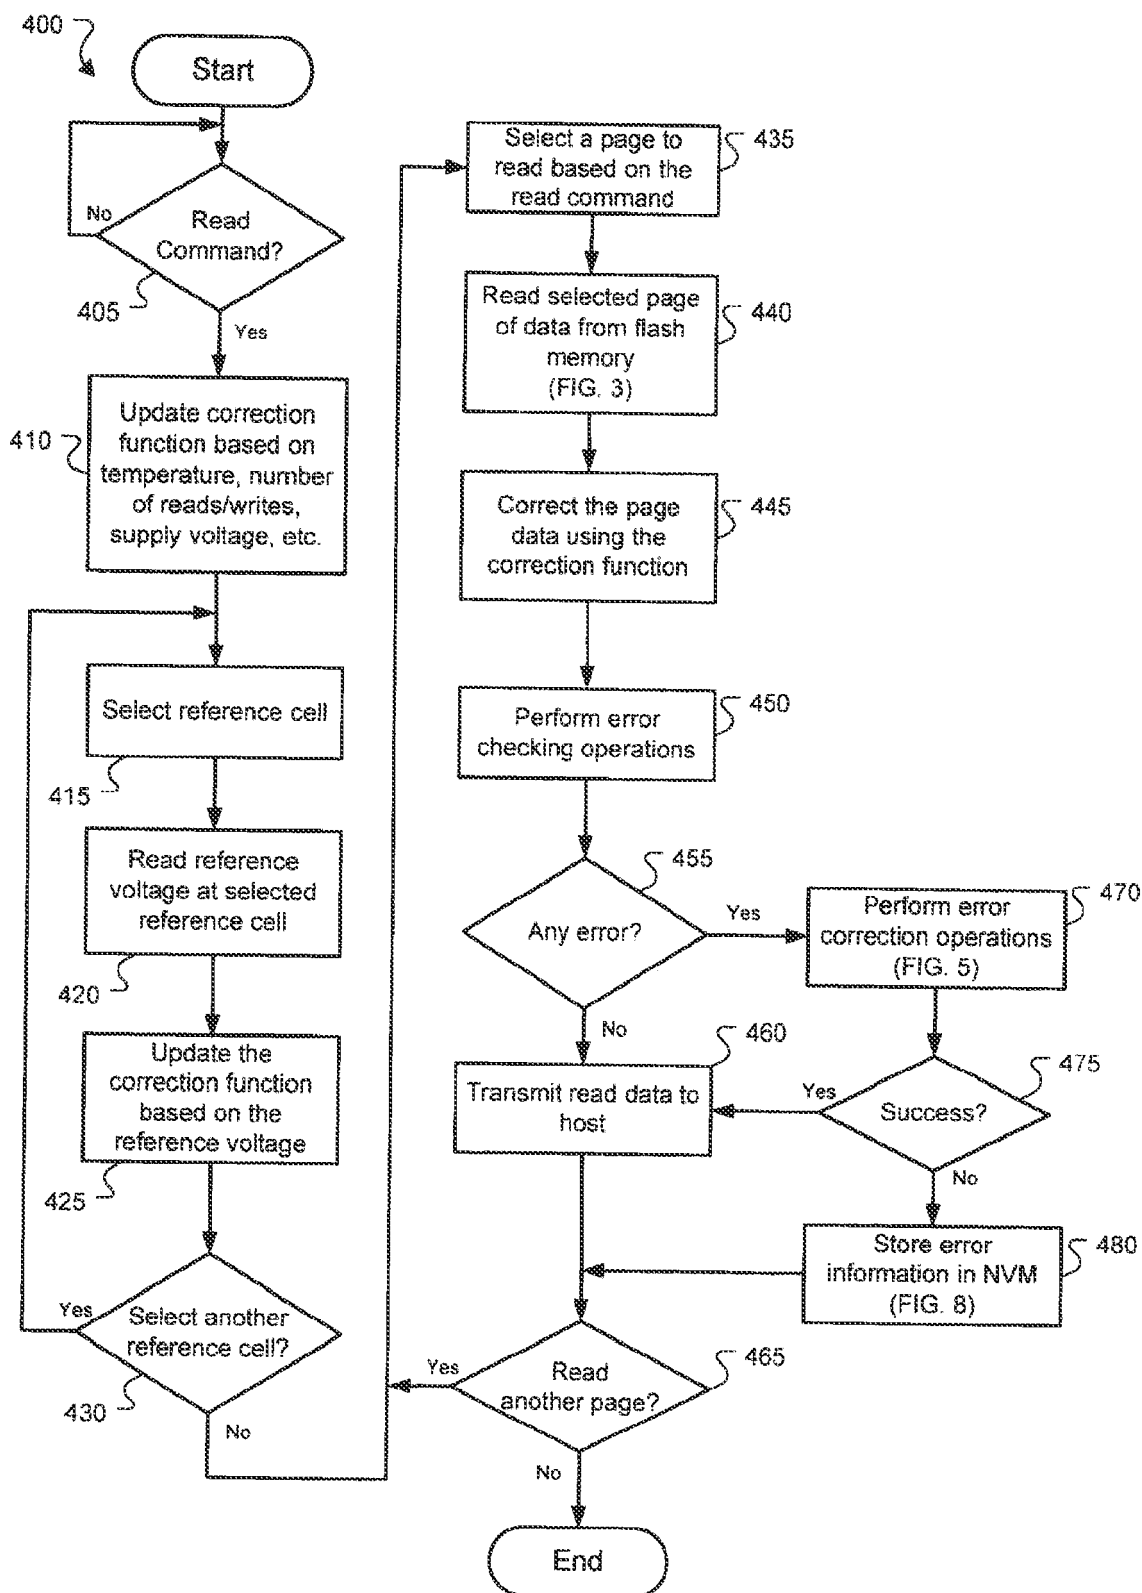 400
Start
Read
Command?
No
405
Yes
410
Update correction
function based on
temperature, number
of reads/writes,
supply voltage, etc.
Select reference cell
415
Read reference
voltage at selected
reference cell
420
Update the
correction function
based on the
reference voltage
425
Yes
Select another
reference cell?
430
No
Select a page to
read based on the
read command
435
Read selected page
of data from flash
memory
(FIG. 3)
440
Correct the page
data using the
correction function
445
Perform error
checking operations
450
Any error?
455
Yes
No
Perform error
correction operations
(FIG. 5)
470
Transmit read data to
host
460
Yes
Success?
475
No
Store error
information in NVM
(FIG. 8)
480
Yes
Read
another page?
465
No
End